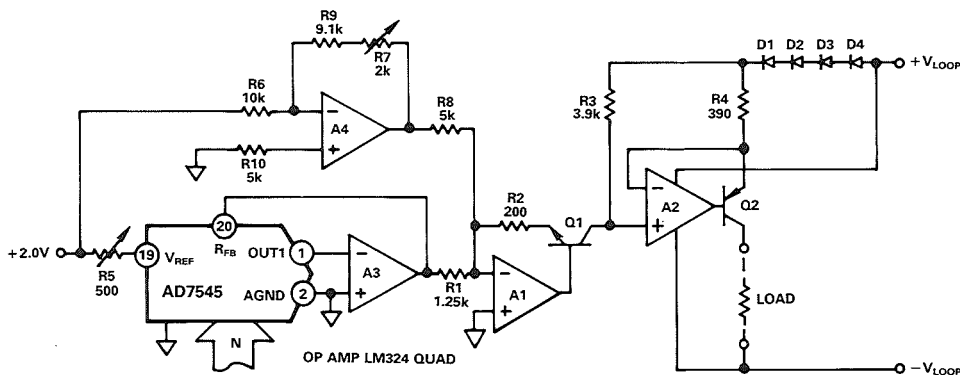 R9
9.1k
R7
2k
R6
10k
A4
R10
5k
R8
5k
D1 D2 D3 D4
+VLOOP
R3
3.9k
R4
390
R2
200
Q1
A2
Q2
+2.0V
R5
500
19
VREF
20
RFB
OUT1
1
AD7545
AGND
2
A3
R1
1.25k
A1
LOAD
N
OP AMP LM324 QUAD
−VLOOP